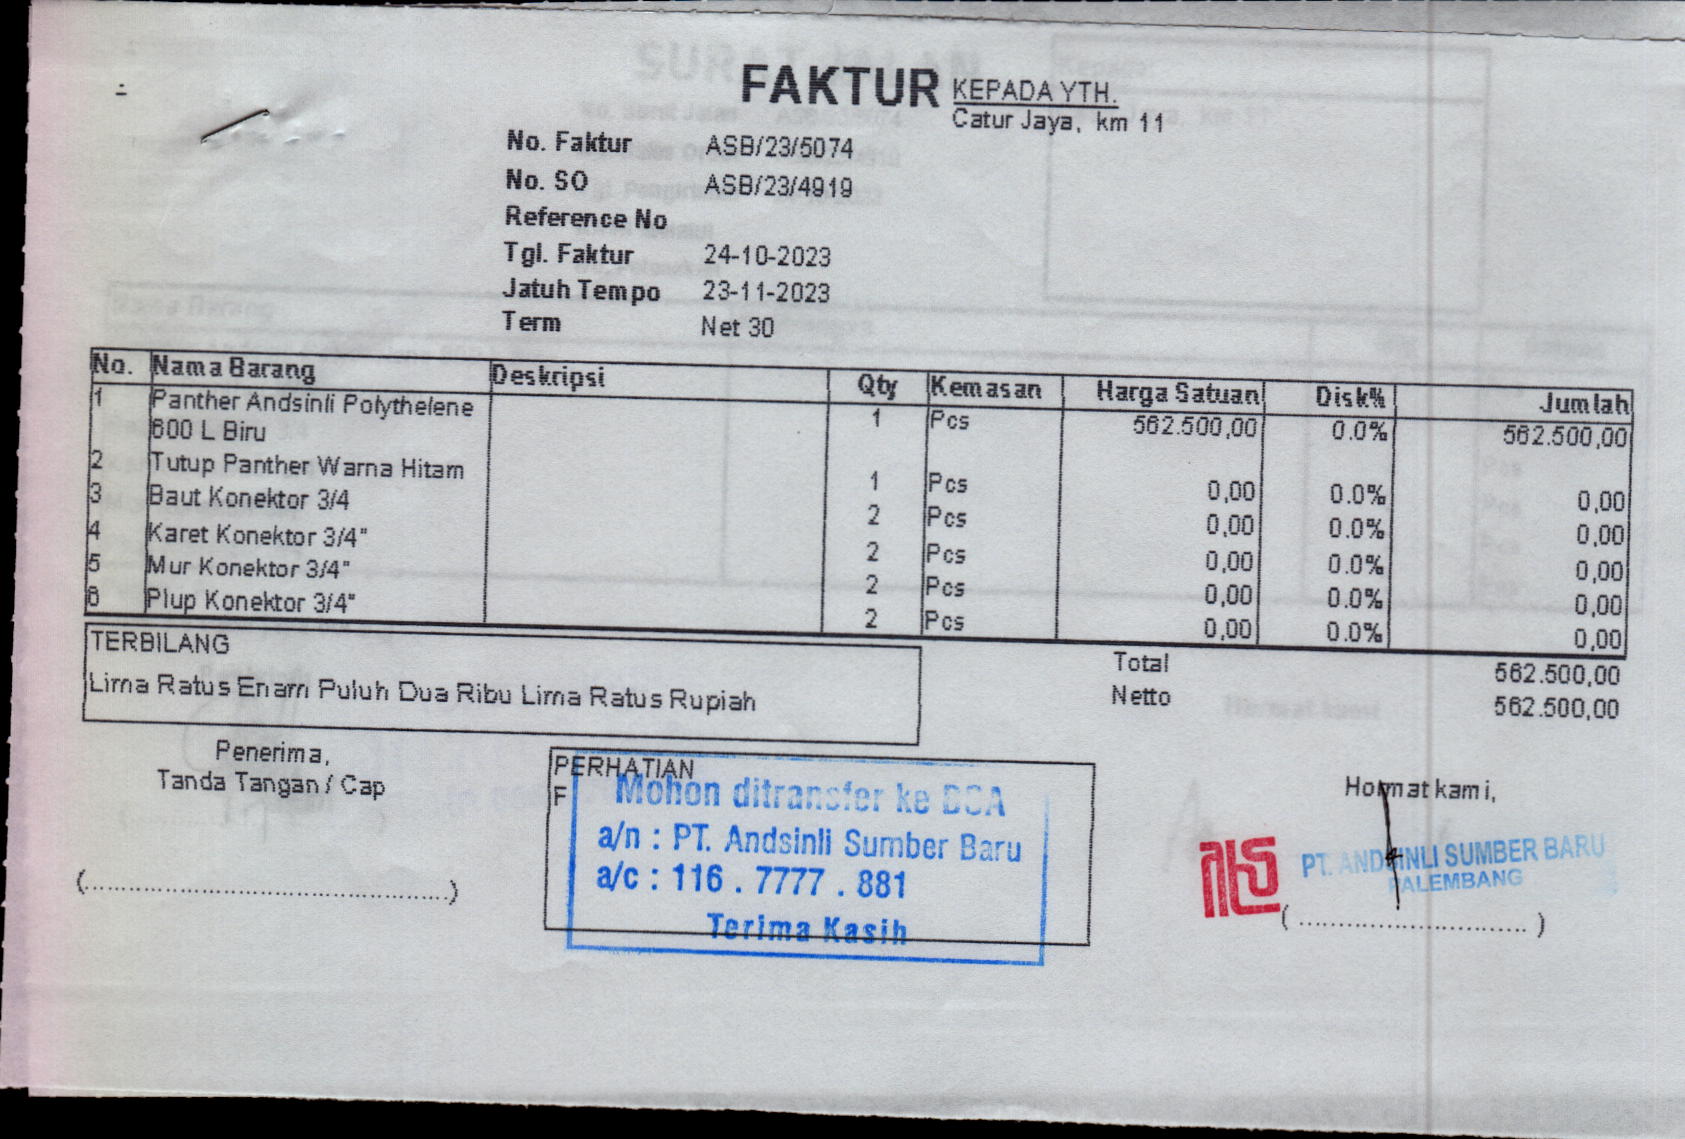 FAKTUR
KEPADA YTH.
Catur Jaya, km 11
No. Faktur ASB/23/5074
No. SO ASB/23/4919
Reference No
Tgl. Faktur 24-10-2023
Jatuh Tempo 23-11-2023
Term Net 30
No. Nama Barang Deskripsi Qty Kemasan Harga Satuan Disk% Jumlah
1 Panther Andsinli Polythelene 1 Pcs 562.500,00 0.0% 562.500,00
600 L Biru
2 Tutup Panther Warna Hitam 1 Pcs 0,00 0.0% 0,00
3 Baut Konektor 3/4 2 Pcs 0,00 0.0% 0,00
4 Karet Konektor 3/4" 2 Pcs 0,00 0.0% 0,00
5 Mur Konektor 3/4" 2 Pcs 0,00 0.0% 0,00
6 Plup Konektor 3/4" 2 Pcs 0,00 0.0% 0,00
TERBILANG
Lima Ratus Enam Puluh Dua Ribu Lima Ratus Rupiah
Total 562.500,00
Netto 562.500,00
Penerima,
Tanda Tangan / Cap
(..................................................)
PERHATIAN
F
Mohon ditransfer ke BCA
a/n : PT. Andsinli Sumber Baru
a/c : 116 . 7777 . 881
Terima Kasih
Hormat kami,
PT. ANDSINLI SUMBER BARU
PALEMBANG
( ............................... )